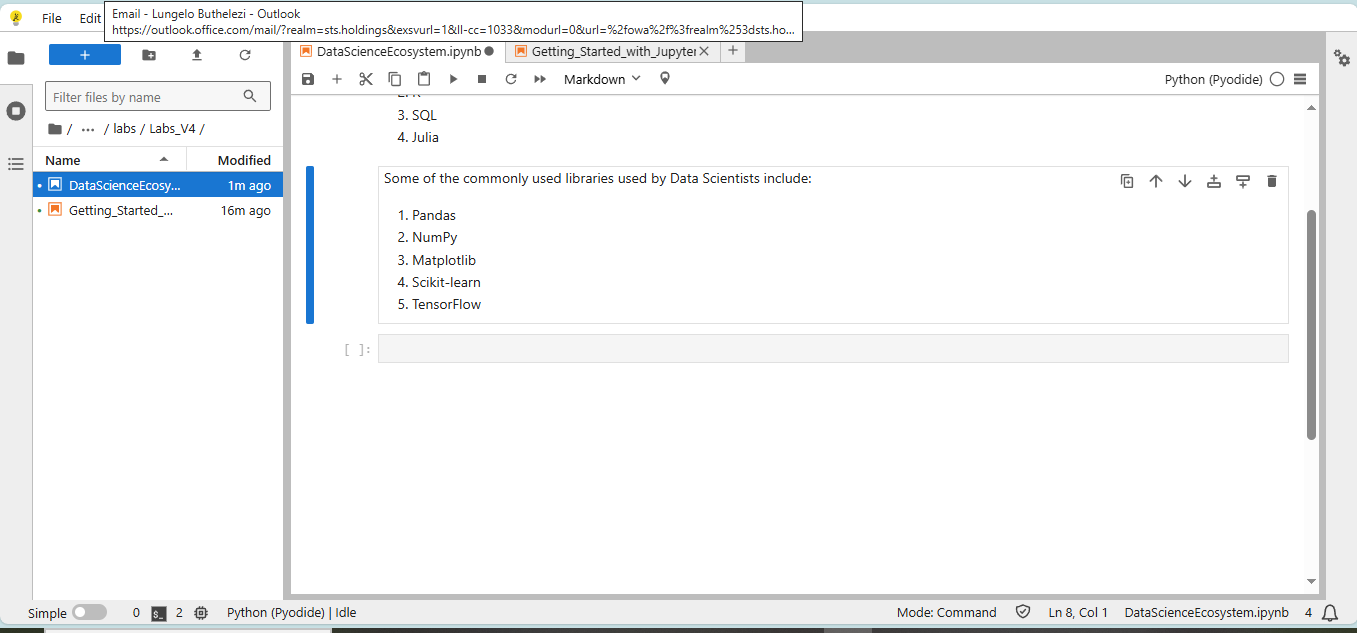 File Edit
Email - Lungelo Buthelezi - Outlook
https://outlook.office.com/mail/?realm=sts.holdings&exsvurl=1&ll-cc=1033&modurl=0&url=%2fowa%2f%3frealm%253dsts.ho...
DataScienceEcosystem.ipynb
Getting_Started_with_Jupyter
+
Markdown
Python (Pyodide)
Filter files by name
/ ... / labs / Labs_V4 /
Name Modified
DataScienceEcosy... 1m ago
Getting_Started_... 16m ago
3. SQL
4. Julia
Some of the commonly used libraries used by Data Scientists include:
1. Pandas
2. NumPy
3. Matplotlib
4. Scikit-learn
5. TensorFlow
[ ]:
Simple 0 $_ 2 Python (Pyodide) | Idle Mode: Command Ln 8, Col 1 DataScienceEcosystem.ipynb 4